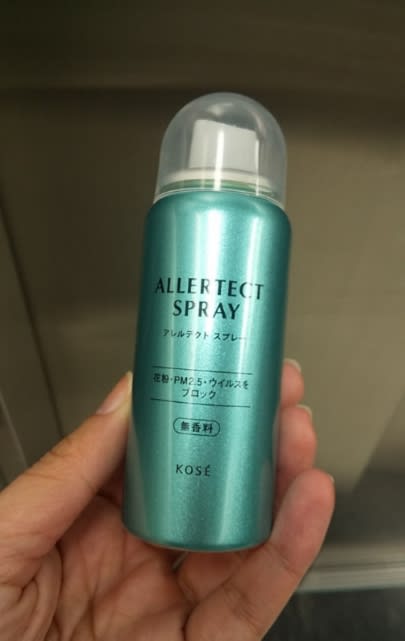 ALLERTECT
SPRAY
アレルテクト スプレー
花粉・PM2.5・ウイルスを
ブロック
無香料
KOSÉ